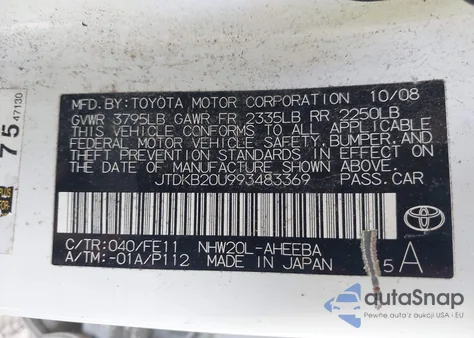 MFD. BY: TOYOTA MOTOR CORPORATION 10/08
GVWR 3795LB GAWR FR 2335LB RR 2250LB
THIS VEHICLE CONFORMS TO ALL APPLICABLE
FEDERAL MOTOR VEHICLE SAFETY, BUMPER, AND
THEFT PREVENTION STANDARDS IN EFFECT ON
THE DATE OF MANUFACTURE SHOWN ABOVE.
JTDKB20U993483369 PASS.CAR
C/TR: 040/FE11 NHW20L-AHEEBA
A/TM: -01A/P112 MADE IN JAPAN 5 A
TOYOTA
75
47130
autoSnap
Pewne auta z USA i EU